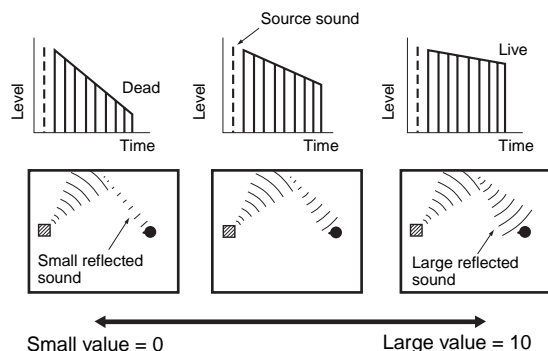 Source sound
Level
Dead
Time
Level
Time
Level
Live
Time
Small reflected
sound
Large reflected
sound
Small value = 0
Large value = 10